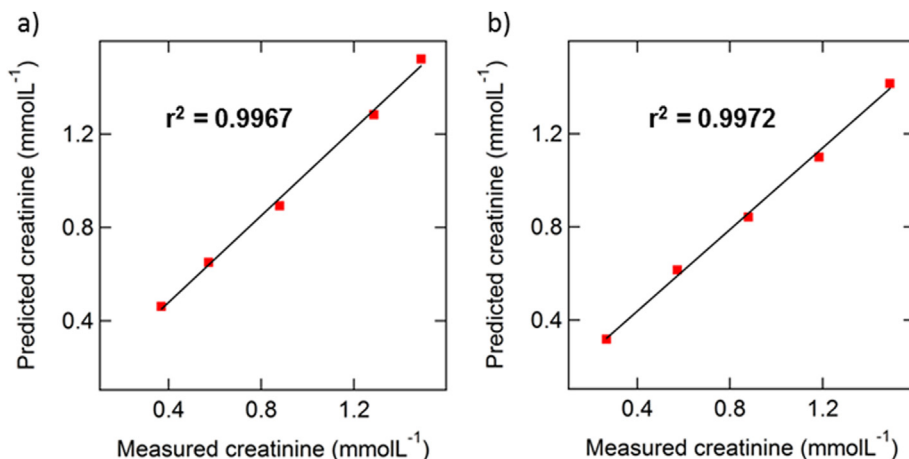 a)
r² = 0.9967
Predicted creatinine (mmolL⁻¹)
1.2
0.8
0.4
0.4 0.8 1.2
Measured creatinine (mmolL⁻¹)
b)
r² = 0.9972
Predicted creatinine (mmolL⁻¹)
1.2
0.8
0.4
0.4 0.8 1.2
Measured creatinine (mmolL⁻¹)